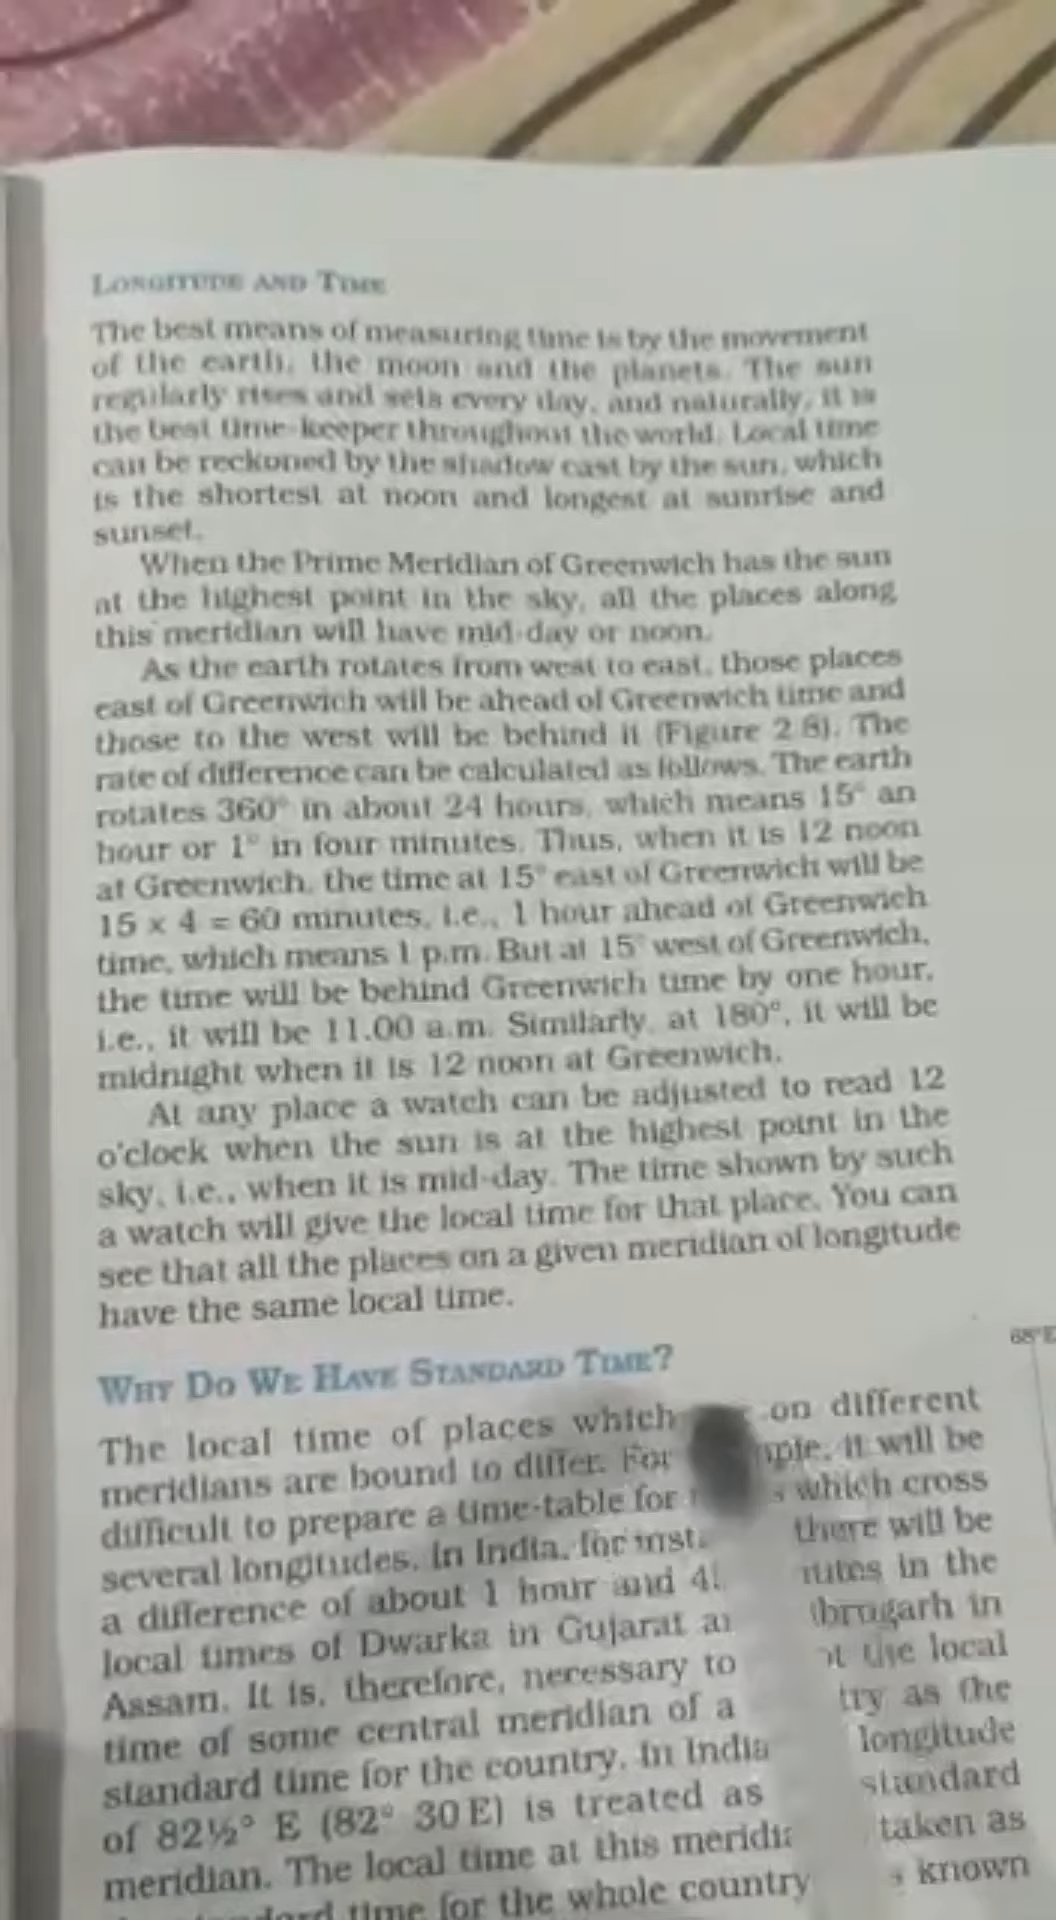 LONGITUDE AND TIME
The best means of measuring time is by the movement
of the earth, the moon and the planets. The sun
regularly rises and sets every day, and naturally, it is
the best time-keeper throughout the world. Local time
can be reckoned by the shadow cast by the sun, which
is the shortest at noon and longest at sunrise and
sunset.
When the Prime Meridian of Greenwich has the sun
at the highest point in the sky, all the places along
this meridian will have mid-day or noon.
As the earth rotates from west to east, those places
east of Greenwich will be ahead of Greenwich time and
those to the west will be behind it (Figure 2.8). The
rate of difference can be calculated as follows. The earth
rotates 360° in about 24 hours, which means 15° an
hour or 1° in four minutes. Thus, when it is 12 noon
at Greenwich, the time at 15° east of Greenwich will be
15 x 4 = 60 minutes, i.e., 1 hour ahead of Greenwich
time, which means 1 p.m. But at 15° west of Greenwich,
the time will be behind Greenwich time by one hour,
i.e., it will be 11.00 a.m. Similarly, at 180°, it will be
midnight when it is 12 noon at Greenwich.
At any place a watch can be adjusted to read 12
o'clock when the sun is at the highest point in the
sky, i.e., when it is mid-day. The time shown by such
a watch will give the local time for that place. You can
see that all the places on a given meridian of longitude
have the same local time.
68°E
WHY DO WE HAVE STANDARD TIME?
The local time of places which on different
meridians are bound to differ. For it will be
difficult to prepare a time-table for which cross
several longitudes. In India, for there will be
a difference of about 1 hour and in the
local times of Dwarka in Gujarat in
Assam. It is, therefore, necessary to the local
time of some central meridian of a as the
standard time for the country. In India longitude
of 82½° E (82° 30 E) is treated as standard
meridian. The local time at this taken as
time for the whole country known